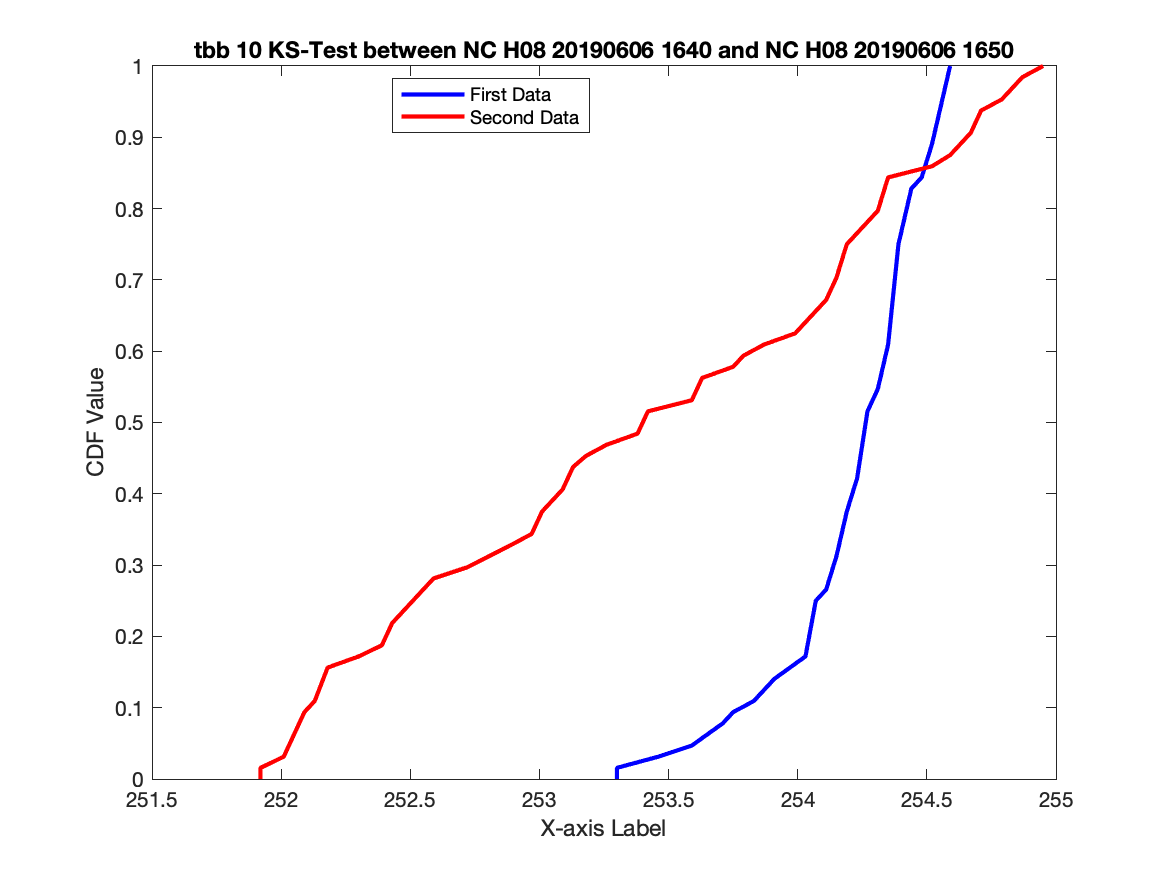 tbb 10 KS-Test between NC H08 20190606 1640 and NC H08 20190606 1650
First Data
Second Data
1
0.9
0.8
0.7
0.6
0.5
0.4
0.3
0.2
0.1
0
CDF Value
251.5 252 252.5 253 253.5 254 254.5 255
X-axis Label